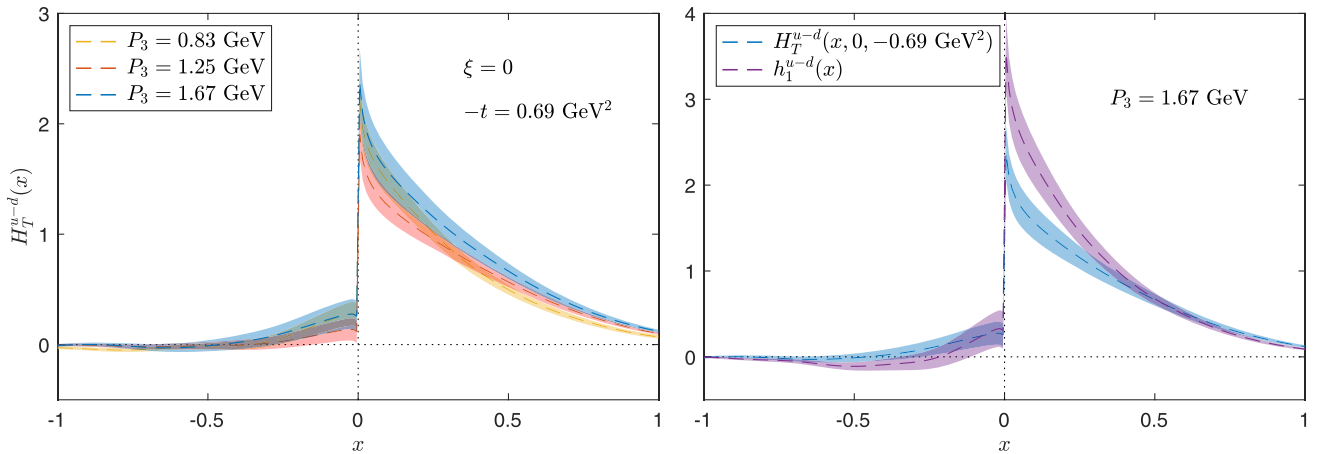 3
2
1
0
H_T^{u-d}(x)
P_3 = 0.83 GeV
P_3 = 1.25 GeV
P_3 = 1.67 GeV
ξ = 0
−t = 0.69 GeV^2
-1
-0.5
0
0.5
1
x
4
3
2
1
0
H_T^{u-d}(x, 0, −0.69 GeV^2)
h_1^{u-d}(x)
P_3 = 1.67 GeV
-1
-0.5
0
0.5
1
x